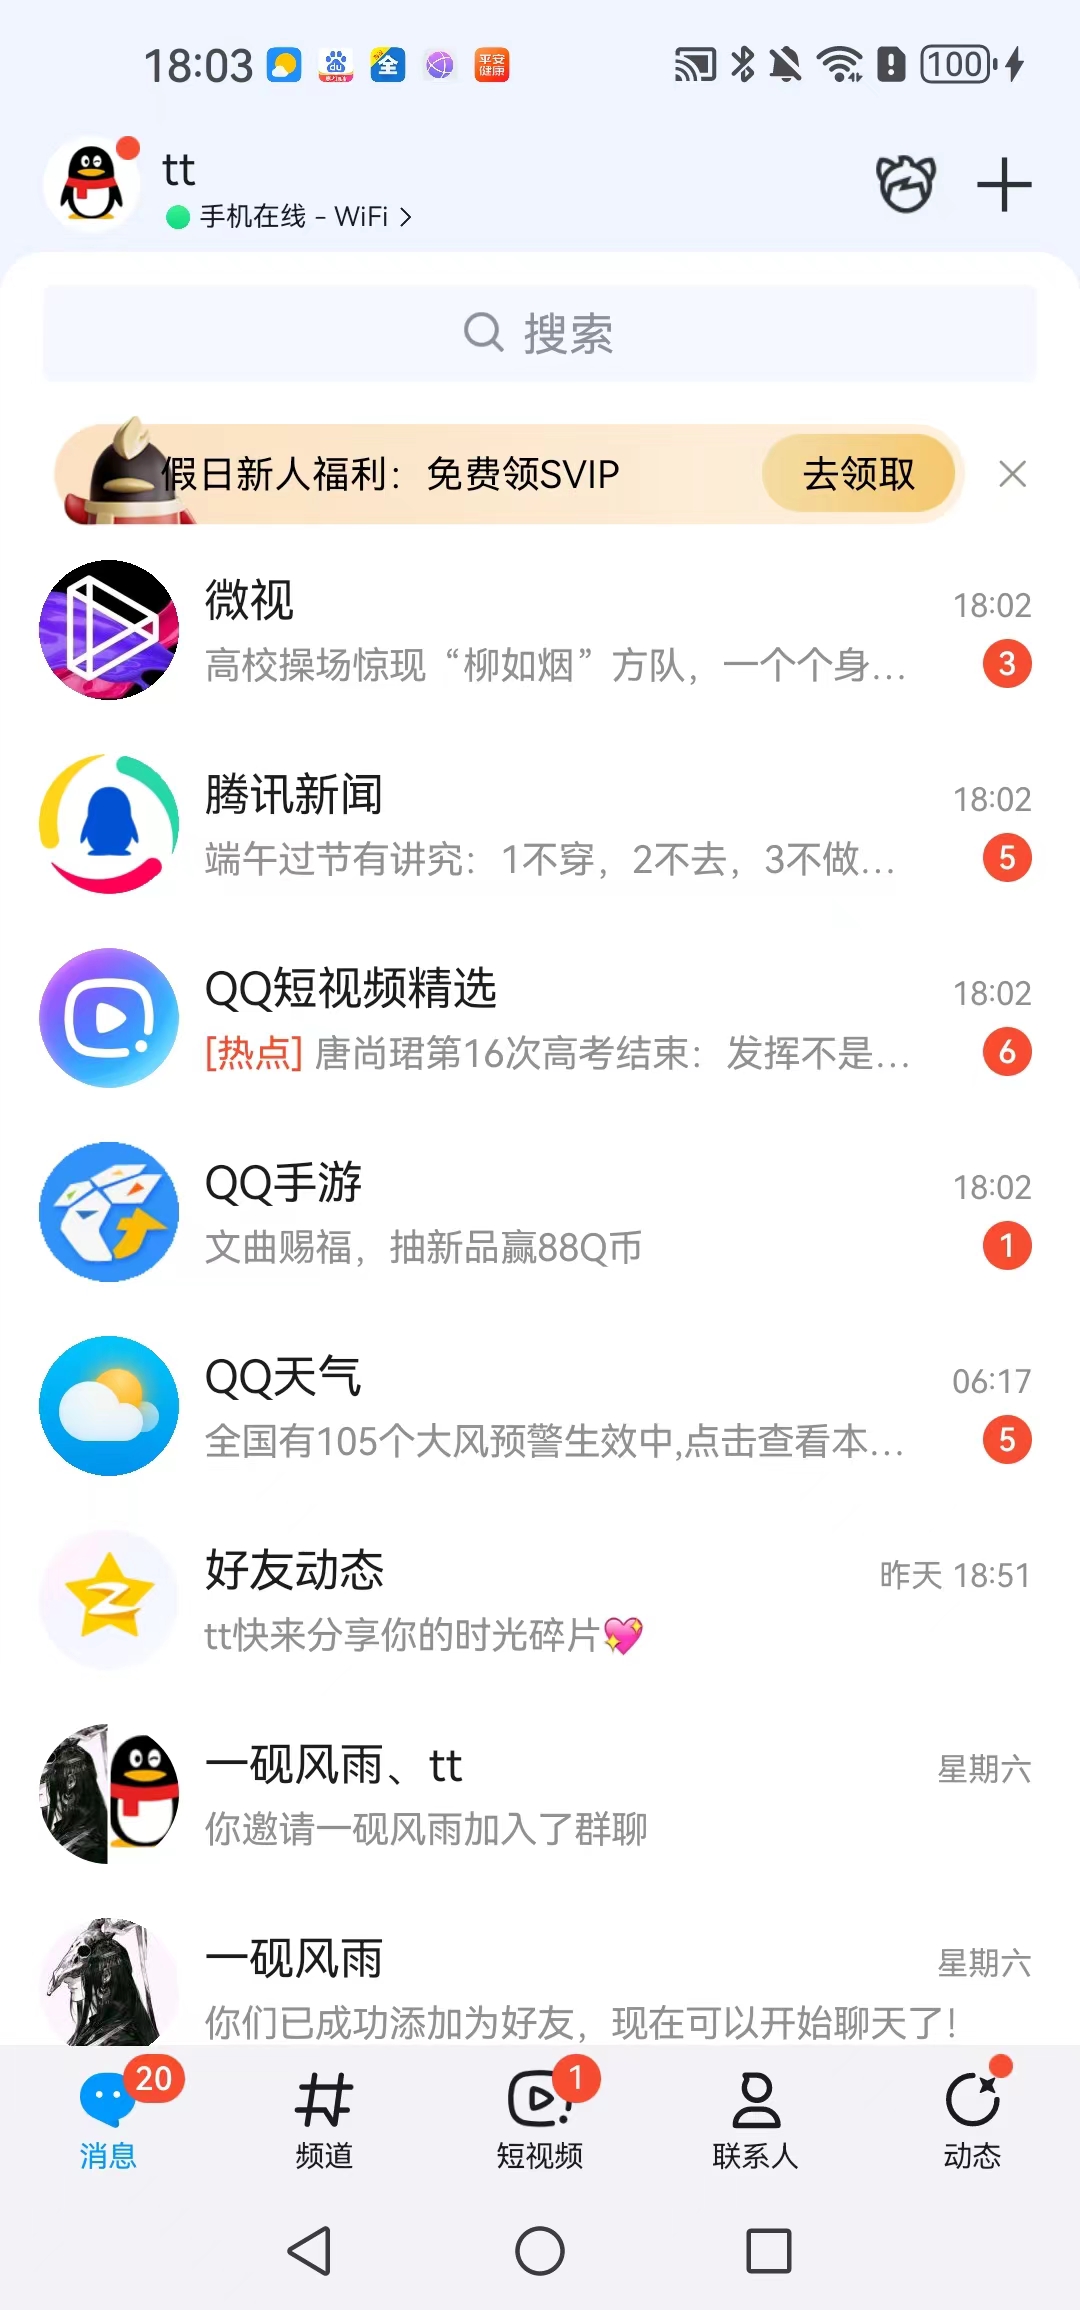 18:03
100
tt
手机在线 - WiFi
搜索
假日新人福利：免费领SVIP
去领取
微视
18:02
高校操场惊现“柳如烟”方队，一个个身...
3
腾讯新闻
18:02
端午过节有讲究：1不穿，2不去，3不做...
5
QQ短视频精选
18:02
[热点] 唐尚珺第16次高考结束：发挥不是...
6
QQ手游
18:02
文曲赐福，抽新品赢88Q币
1
QQ天气
06:17
全国有105个大风预警生效中,点击查看本...
5
好友动态
昨天 18:51
tt快来分享你的时光碎片💖
一砚风雨、tt
星期六
你邀请一砚风雨加入了群聊
一砚风雨
星期六
你们已成功添加为好友，现在可以开始聊天了！
20
1
消息
频道
短视频
联系人
动态